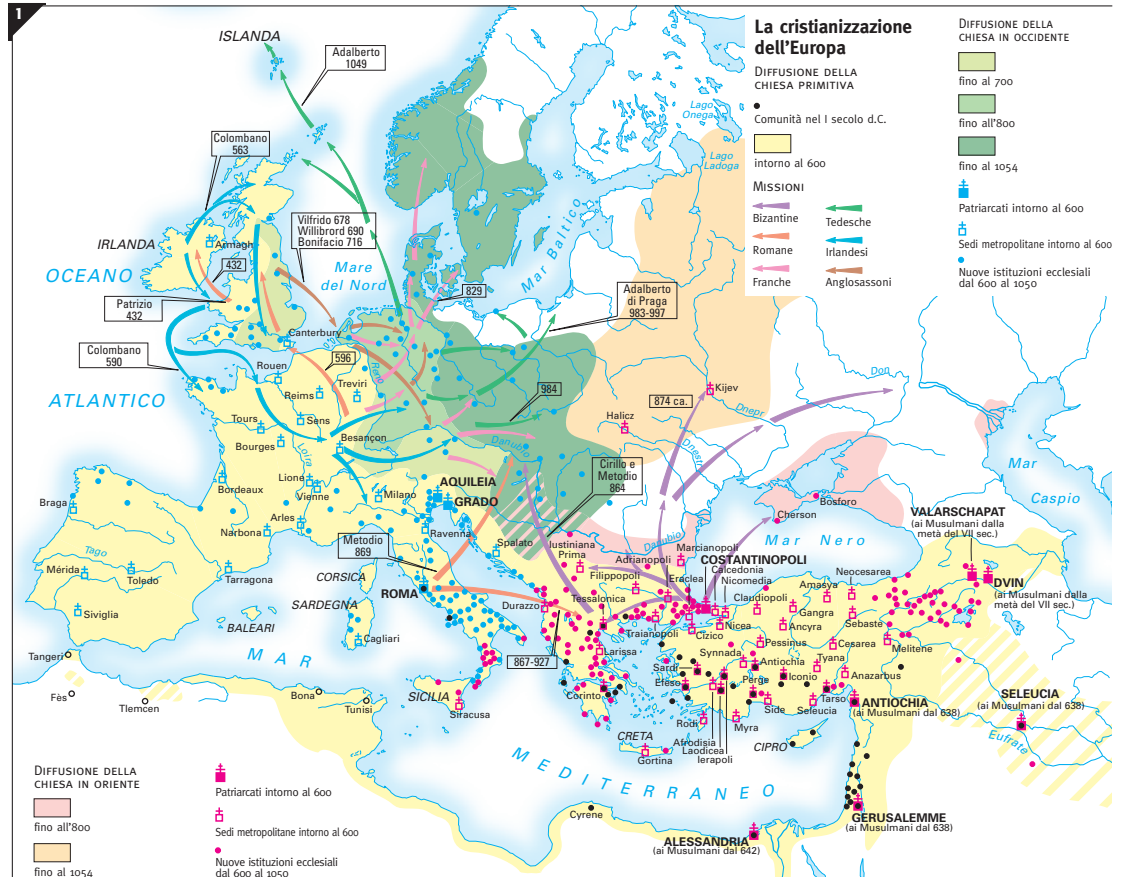 1
La cristianizzazione
dell'Europa
DIFFUSIONE DELLA
CHIESA PRIMITIVA
Comunità nel I secolo d.C.
intorno al 600
MISSIONI
Bizantine
Romane
Franche
Tedesche
Irlandesi
Anglosassoni
DIFFUSIONE DELLA
CHIESA IN OCCIDENTE
fino al 700
fino all'800
fino al 1054
Patriarcati intorno al 600
Sedi metropolitane intorno al 600
Nuove istituzioni ecclesiali
dal 600 al 1050
ISLANDA
Adalberto
1049
Colombano
563
Vilfrido 678
Willibrord 690
Bonifacio 716
IRLANDA
Armagh
OCEANO
432
Patrizio
432
Mare
del Nord
Mar Baltico
Lago
Onega
Lago
Ladoga
829
Adalberto
di Praga
983-997
Canterbury
Colombano
590
596
Rouen
Reno
Treviri
Reims
ATLANTICO
Tours
Sens
Bourges
Besançon
Loira
984
Halicz
874 ca.
Kijev
Dnepr
Don
Dnestr
Danubio
Cirillo e
Metodio
864
Lione
Vienne
Bordeaux
Milano
AQUILEIA
GRADO
Arles
Narbona
Ravenna
Metodio
869
Spalato
Iustiniana
Prima
Danubio
Marcianopoli
Adrianopoli
Filippopoli
COSTANTINOPOLI
Calcedonia
Nicomedia
Eraclea
Cherson
Bosforo
Mar Nero
Mar
Caspio
VALARSCHAPAT
(ai Musulmani dalla
metà del VII sec.)
DVIN
(ai Musulmani dalla
metà del VII sec.)
Braga
Tago
Mérida
Toledo
Tarragona
Siviglia
CORSICA
SARDEGNA
BALEARI
Cagliari
ROMA
Durazzo
Tessalonica
Traianopoli
Cizico
Nicea
Claudiopoli
Gangra
Amasya
Neocesarea
Ancyra
Sebaste
Pessinus
Cesarea
Melitene
867-927
Larissa
Sardi
Synnada
Antiochia
Tyana
Anazarbus
Efeso
Perge
Iconio
Tarso
ANTIOCHIA
(ai Musulmani dal 638)
SELEUCIA
(ai Musulmani dal 638)
Eufrate
Tangeri
Fès
Tlemcen
MAR
Bona
Tunisi
SICILIA
Siracusa
Corinto
Rodi
Side
Seleucia
Myra
Afrodisia
Laodicea
Ierapoli
CRETA
Gortina
CIPRO
MEDITERRANEO
Cyrene
GERUSALEMME
(ai Musulmani dal 638)
ALESSANDRIA
(ai Musulmani dal 642)
DIFFUSIONE DELLA
CHIESA IN ORIENTE
fino all'800
fino al 1054
Patriarcati intorno al 600
Sedi metropolitane intorno al 600
Nuove istituzioni ecclesiali
dal 600 al 1050